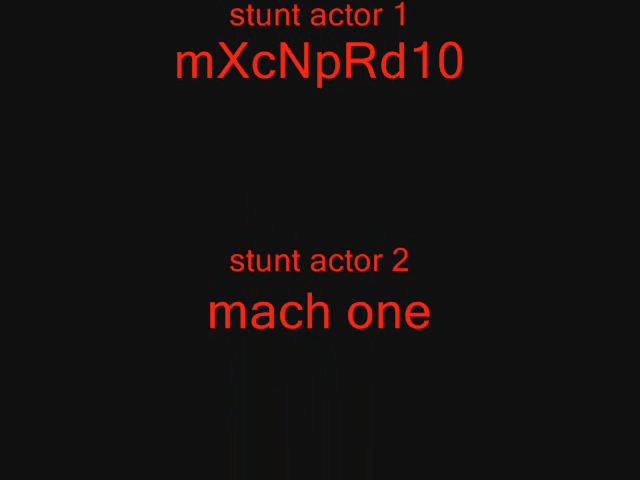 stunt actor 1
mXcNpRd10
stunt actor 2
mach one